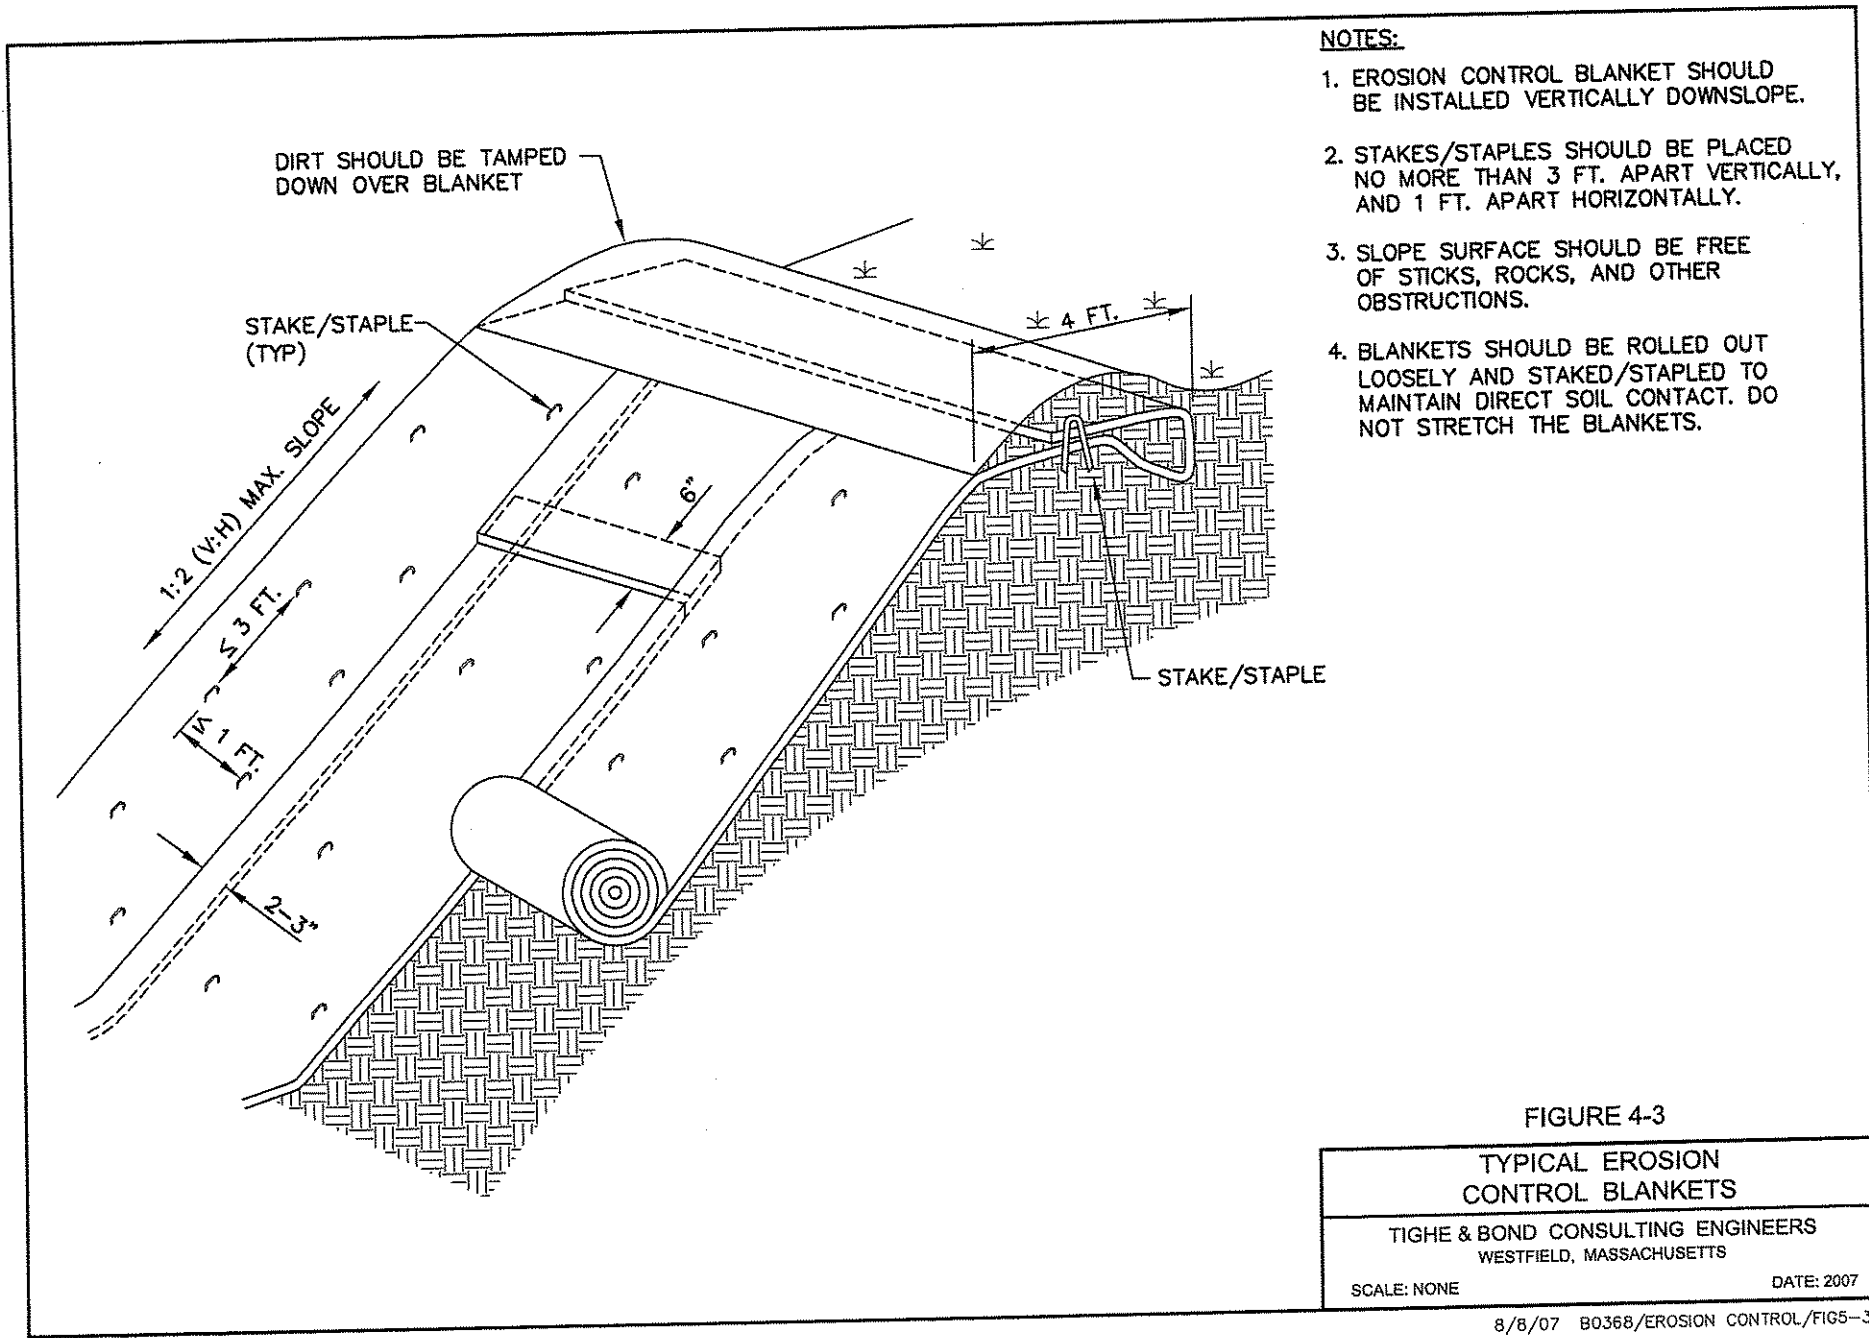 NOTES:
1. EROSION CONTROL BLANKET SHOULD
BE INSTALLED VERTICALLY DOWNSLOPE.
2. STAKES/STAPLES SHOULD BE PLACED
NO MORE THAN 3 FT. APART VERTICALLY,
AND 1 FT. APART HORIZONTALLY.
3. SLOPE SURFACE SHOULD BE FREE
OF STICKS, ROCKS, AND OTHER
OBSTRUCTIONS.
4. BLANKETS SHOULD BE ROLLED OUT
LOOSELY AND STAKED/STAPLED TO
MAINTAIN DIRECT SOIL CONTACT. DO
NOT STRETCH THE BLANKETS.
DIRT SHOULD BE TAMPED
DOWN OVER BLANKET
STAKE/STAPLE
(TYP)
4 FT.
1:2 (V:H) MAX. SLOPE
6"
≤ 3 FT.
≤ 1 FT.
2-3"
STAKE/STAPLE
FIGURE 4-3
TYPICAL EROSION
CONTROL BLANKETS
TIGHE & BOND CONSULTING ENGINEERS
WESTFIELD, MASSACHUSETTS
SCALE: NONE DATE: 2007
8/8/07 B0368/EROSION CONTROL/FIG5-3